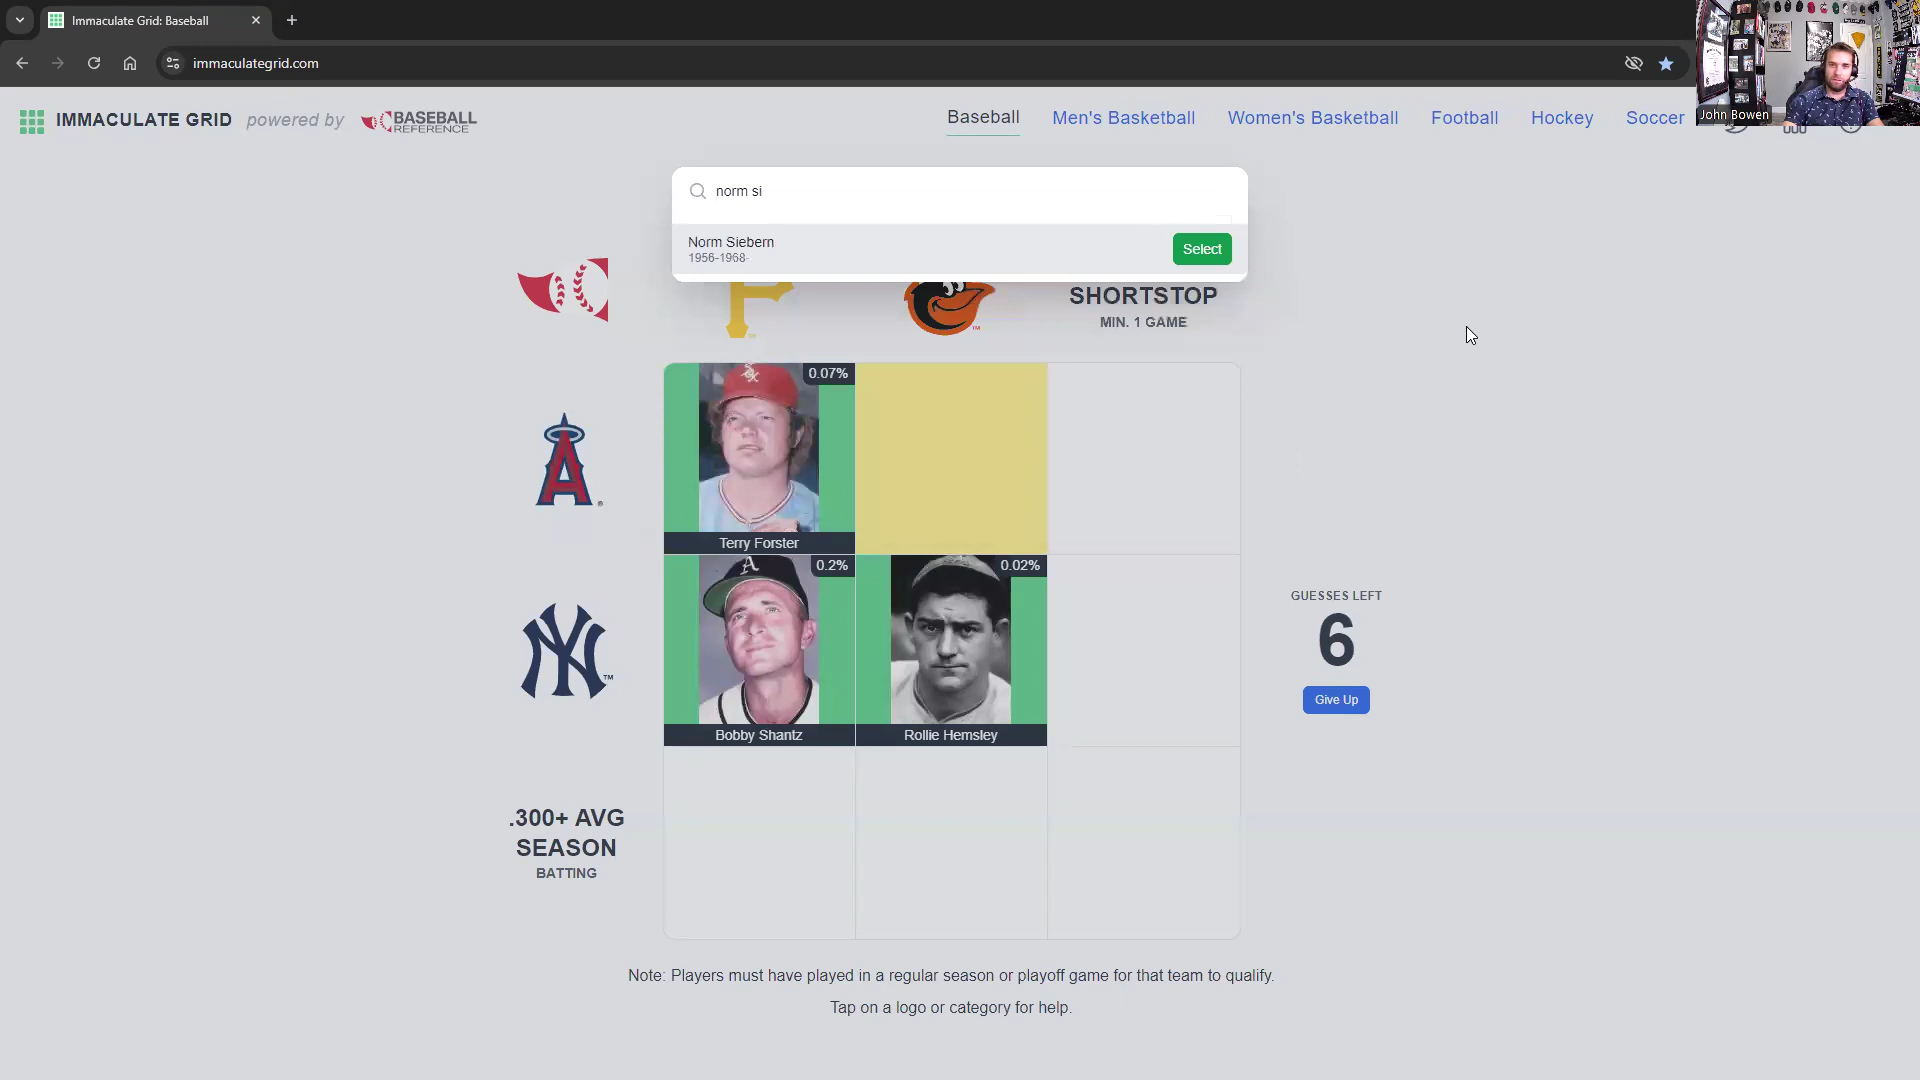 Immaculate Grid: Baseball
immaculategrid.com
John Bowen
IMMACULATE GRID powered by BASEBALL REFERENCE
Baseball Men's Basketball Women's Basketball Football Hockey Soccer
norm si
Norm Siebern
1956-1968
Select
SHORTSTOP
MIN. 1 GAME
0.07%
Terry Forster
0.2%
Bobby Shantz
0.02%
Rollie Hemsley
GUESSES LEFT
6
Give Up
.300+ AVG
SEASON
BATTING
Note: Players must have played in a regular season or playoff game for that team to qualify.
Tap on a logo or category for help.